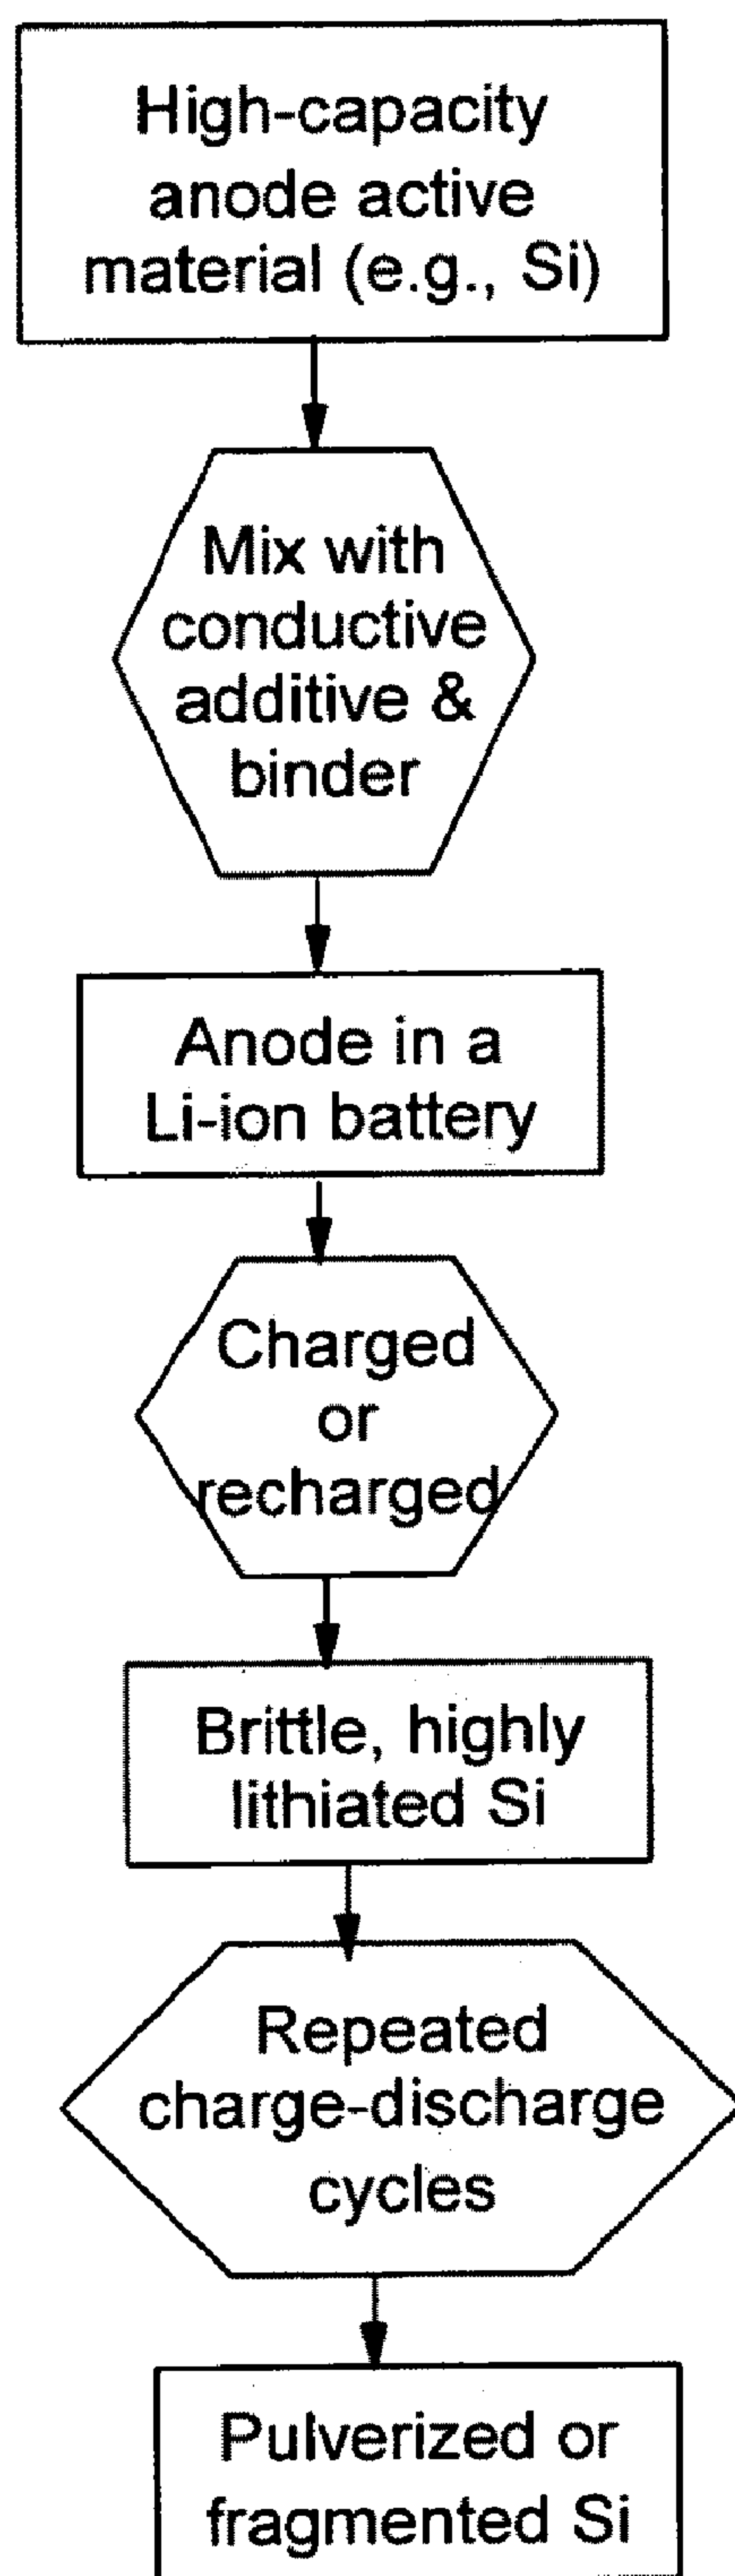 High-capacity
anode active
material (e.g., Si)
Mix with
conductive
additive &
binder
Anode in a
Li-ion battery
Charged
or
recharged
Brittle, highly
lithiated Si
Repeated
charge-discharge
cycles
Pulverized or
fragmented Si